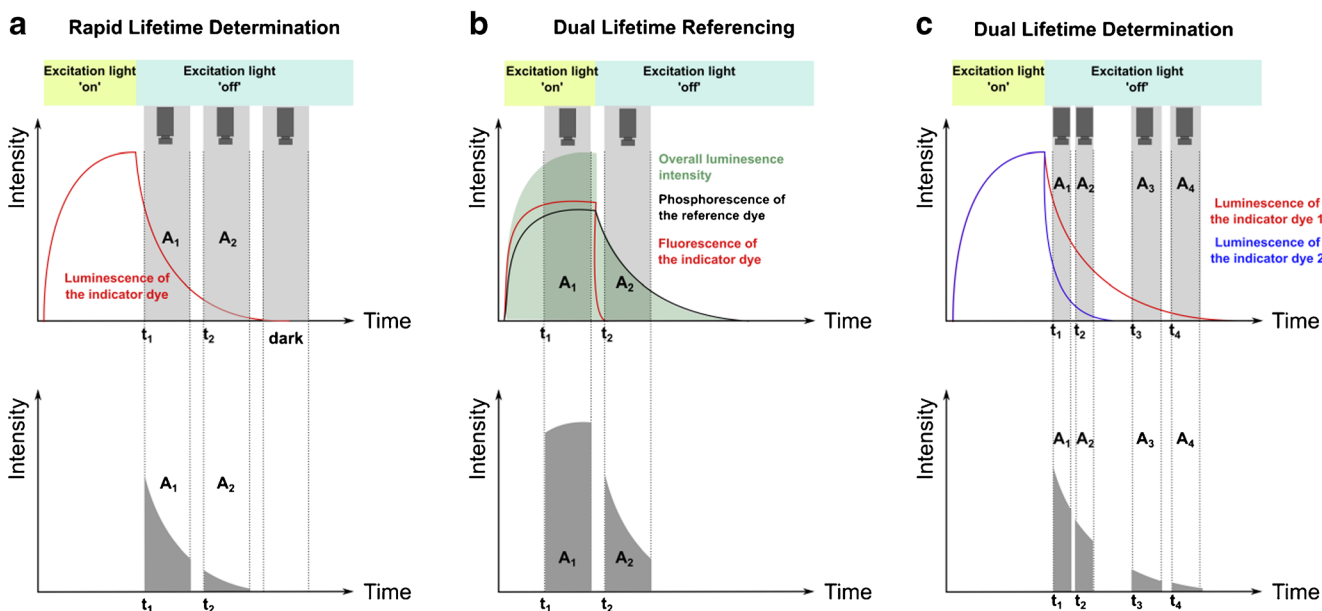 a Rapid Lifetime Determination
Excitation light
'on'
Excitation light
'off'
Intensity
A1
A2
Luminescence of
the indicator dye
Time
t1
t2
dark
Intensity
A1
A2
Time
t1
t2
b Dual Lifetime Referencing
Excitation light
'on'
Excitation light
'off'
Intensity
Overall luminesence
intensity
Phosphorescence of
the reference dye
Fluorescence of
the indicator dye
A1
A2
Time
t1
t2
Intensity
A1
A2
Time
t1
t2
c Dual Lifetime Determination
Excitation light
'on'
Excitation light
'off'
Intensity
A1
A2
A3
A4
Luminescence of
the indicator dye 1
Luminescence of
the indicator dye 2
Time
t1
t2
t3
t4
Intensity
A1
A2
A3
A4
Time
t1
t2
t3
t4